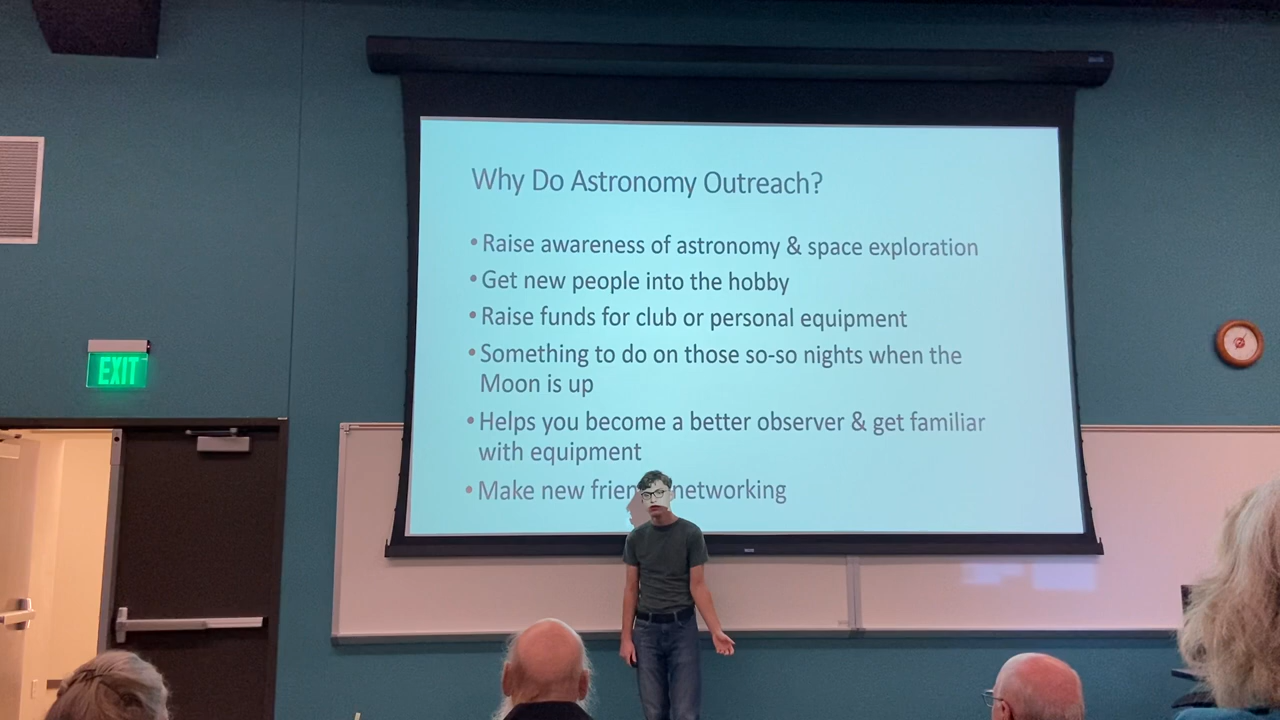 Why Do Astronomy Outreach?
• Raise awareness of astronomy & space exploration
• Get new people into the hobby
• Raise funds for club or personal equipment
• Something to do on those so-so nights when the
Moon is up
• Helps you become a better observer & get familiar
with equipment
• Make new frien networking
EXIT